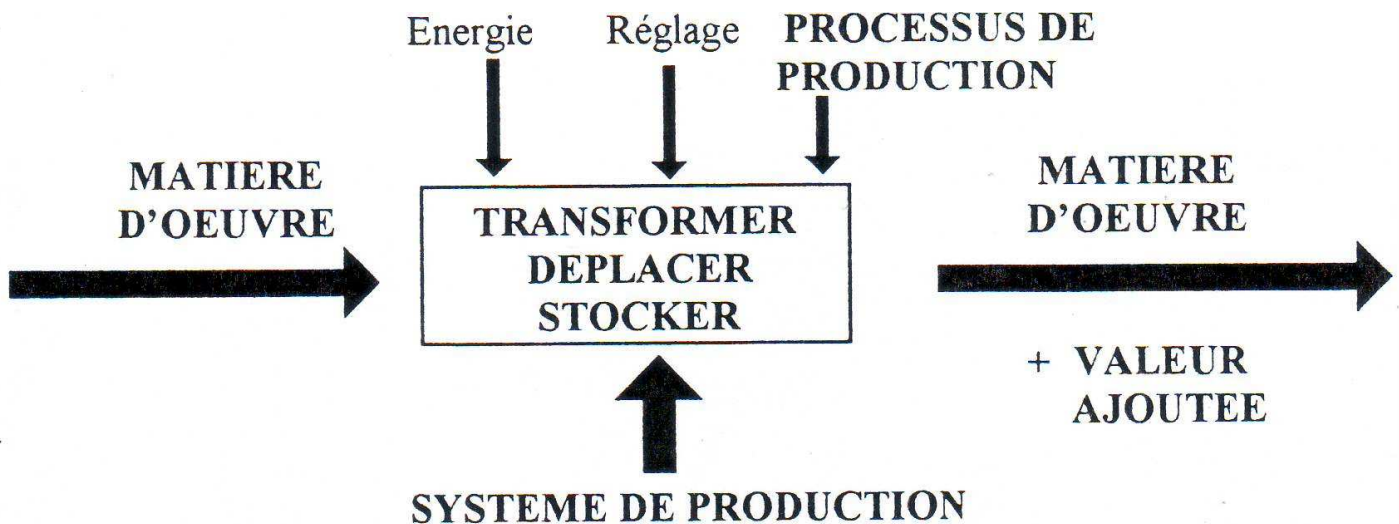 Energie
Réglage
PROCESSUS DE
PRODUCTION
MATIERE
D'OEUVRE
TRANSFORMER
DEPLACER
STOCKER
MATIERE
D'OEUVRE
+ VALEUR
AJOUTEE
SYSTEME DE PRODUCTION